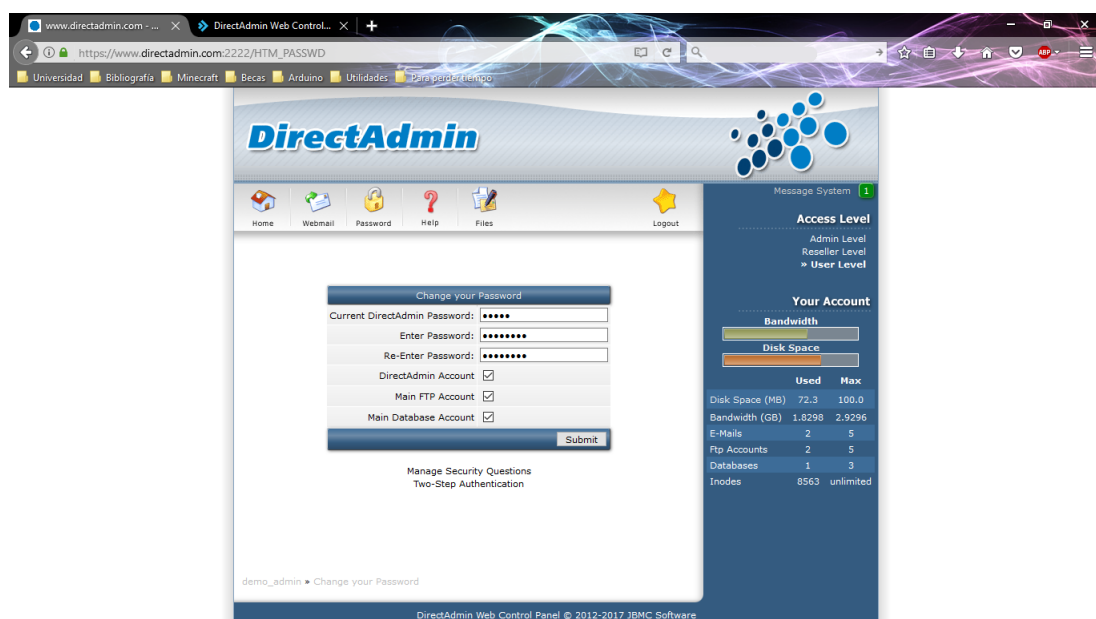 www.directadmin.com - ... DirectAdmin Web Control...
https://www.directadmin.com:2222/HTM_PASSWD
Universidad Bibliografía Minecraft Becas Arduino Utilidades Para perder tiempo
ABP
DirectAdmin
Home Webmail Password Help Files Logout
Message System 1
Access Level
Admin Level
Reseller Level
» User Level
Change your Password
Current DirectAdmin Password: •••••
Enter Password: ••••••••
Re-Enter Password: ••••••••
DirectAdmin Account
Main FTP Account
Main Database Account
Submit
Manage Security Questions
Two-Step Authentication
Your Account
Bandwidth
Disk Space
Used Max
Disk Space (MB) 72.3 100.0
Bandwidth (GB) 1.8298 2.9296
E-Mails 2 5
Ftp Accounts 2 5
Databases 1 3
Inodes 8563 unlimited
demo_admin » Change your Password
DirectAdmin Web Control Panel © 2012-2017 JBMC Software